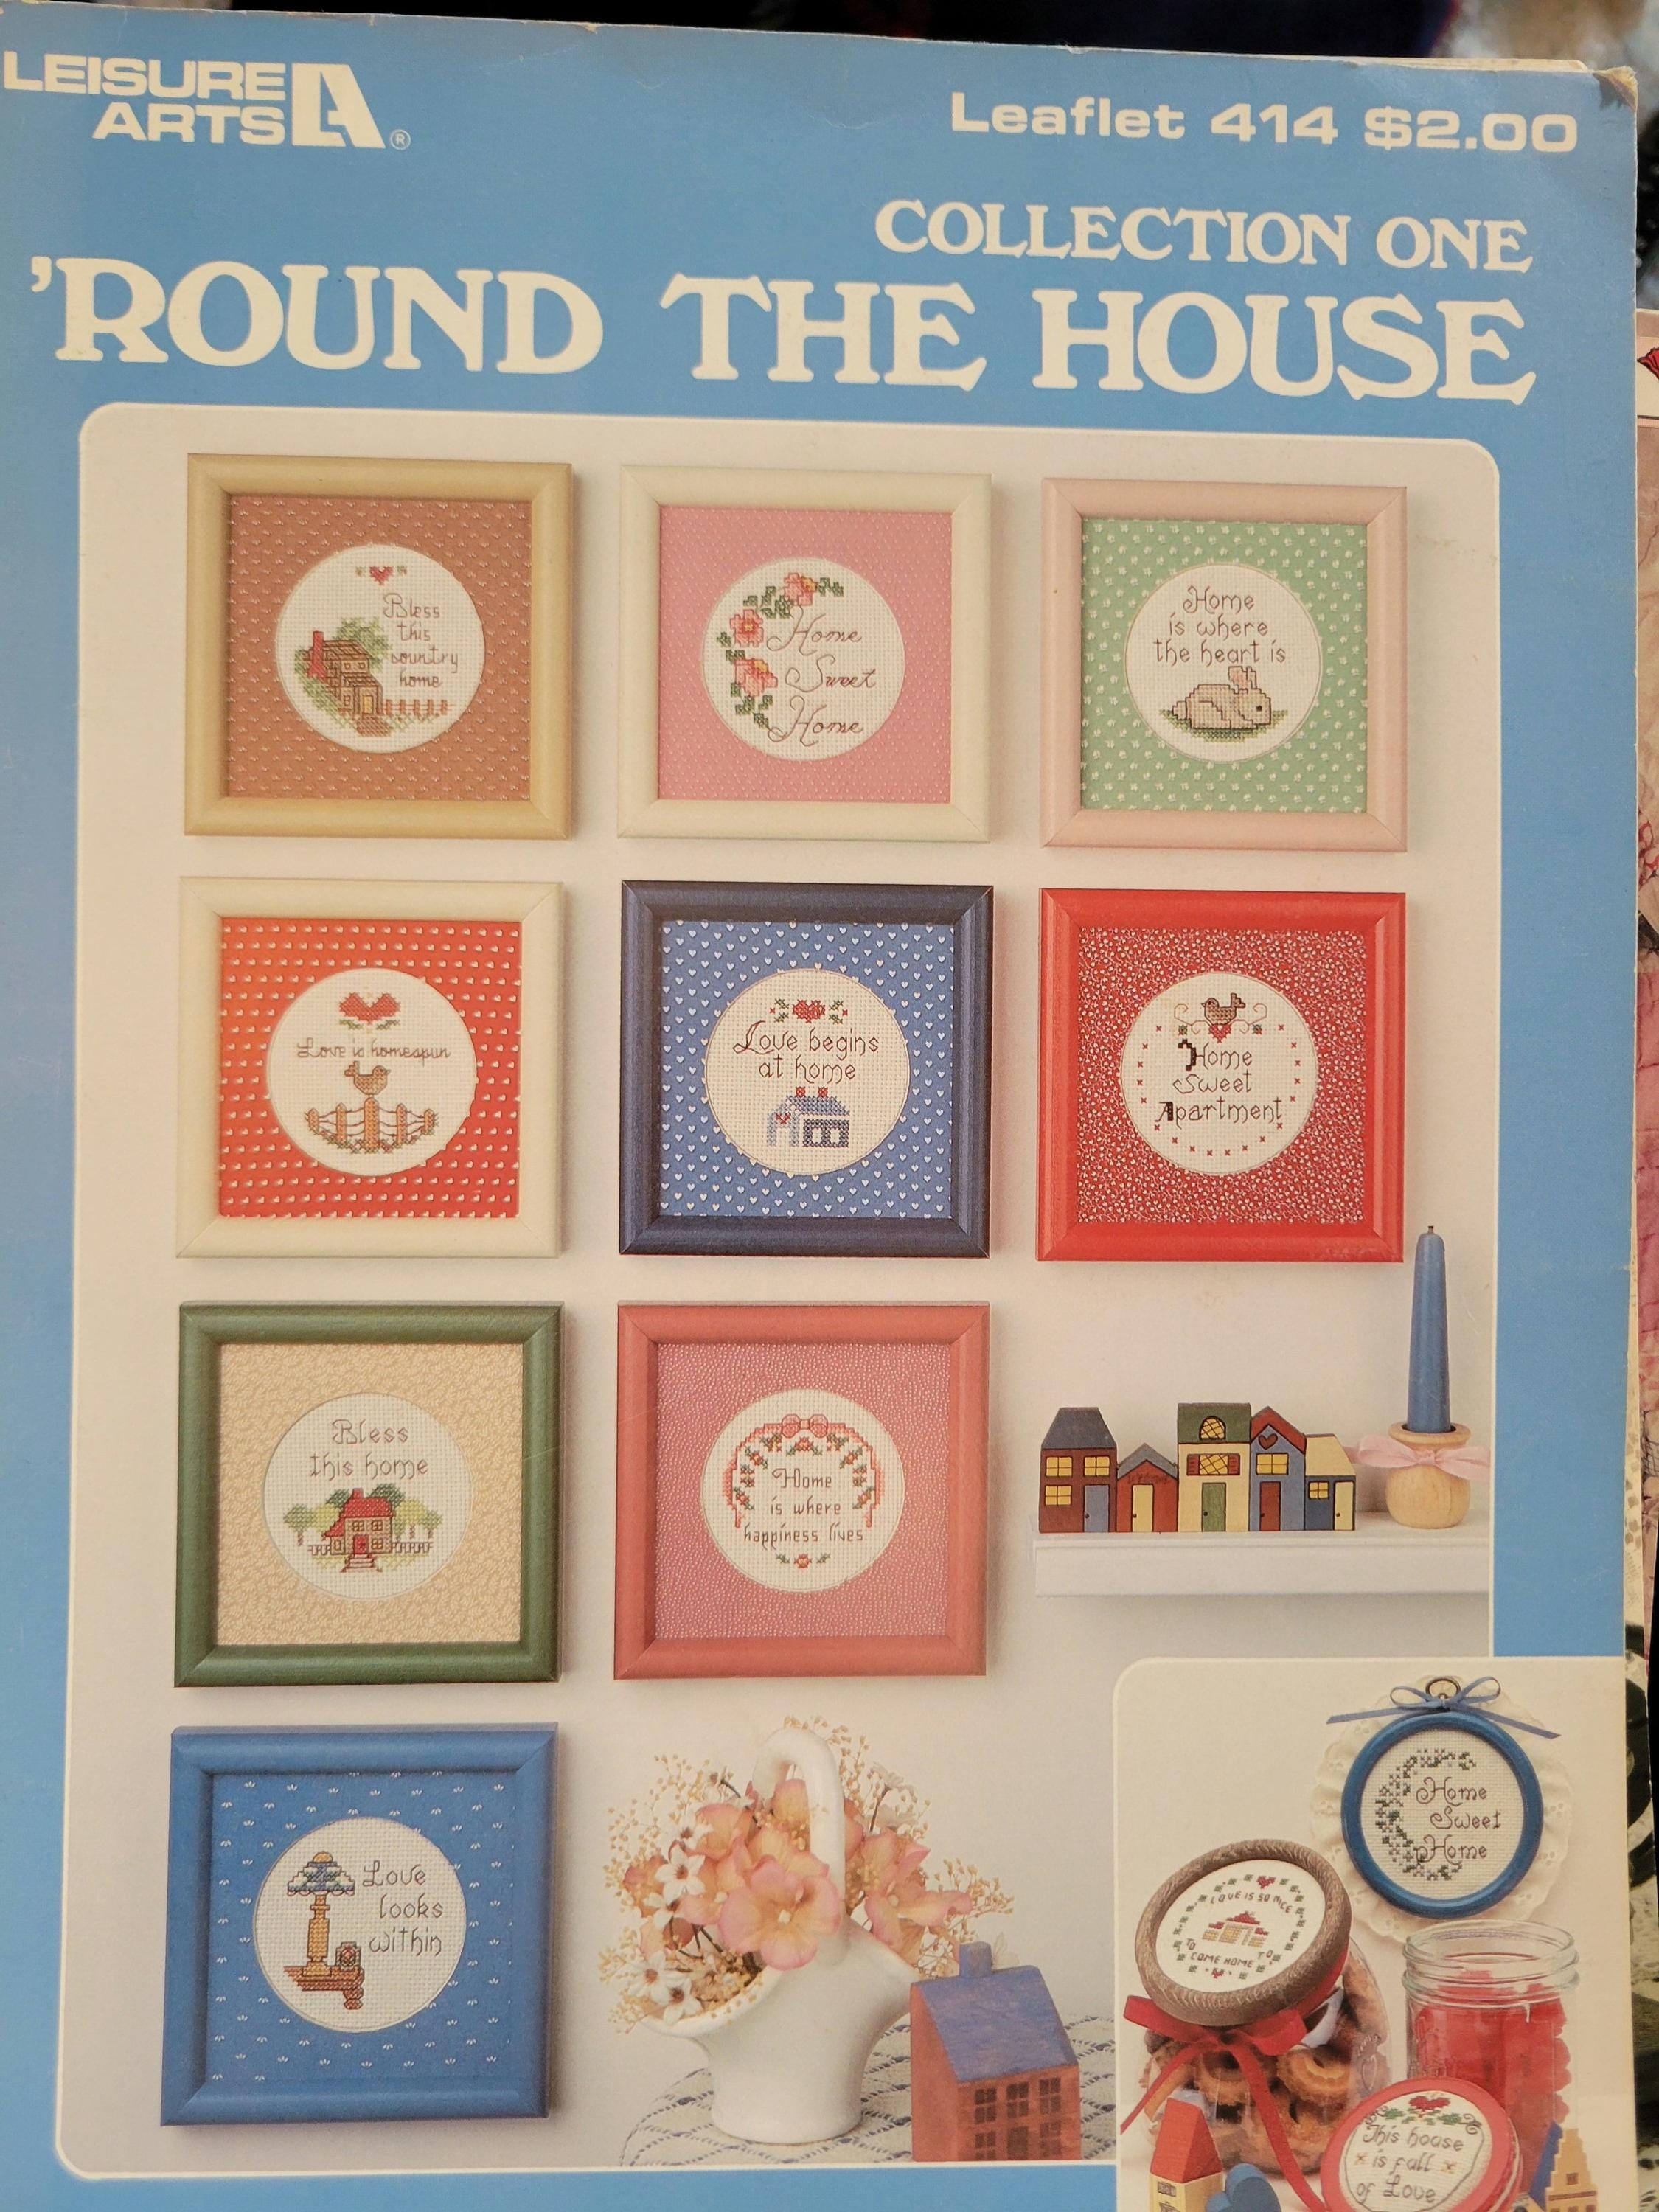 LEISURE
ARTS
®
Leaflet 414 $2.00
COLLECTION ONE
'ROUND THE HOUSE
Bless
this
country
home
Home
Sweet
Home
Home
is where
the heart is
Love is homespun
Love begins
at home
Home
Sweet
Apartment
Bless
this home
Home
is where
happiness lives
WELCOME
Love
looks
within
Home
Sweet
Home
LOVE IS SO NICE
TO COME HOME TO
This house
is full
of Love